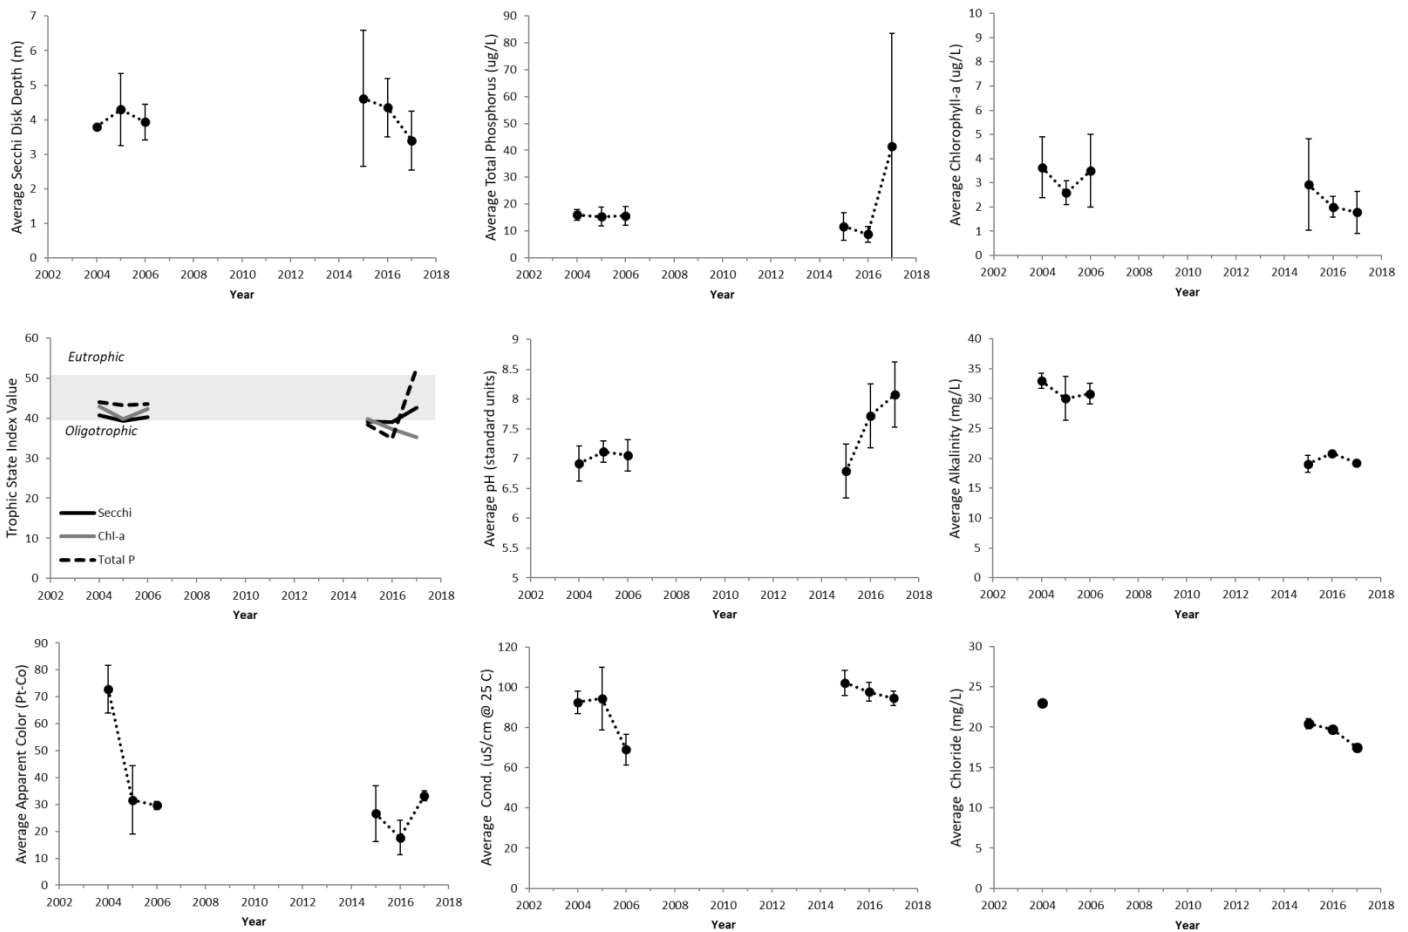 Average Secchi Disk Depth (m)
7
6
5
4
3
2
1
0
2002 2004 2006 2008 2010 2012 2014 2016 2018
Year
Average Total Phosphorus (ug/L)
90
80
70
60
50
40
30
20
10
0
2002 2004 2006 2008 2010 2012 2014 2016 2018
Year
Average Chlorophyll-a (ug/L)
10
9
8
7
6
5
4
3
2
1
0
2002 2004 2006 2008 2010 2012 2014 2016 2018
Year
Trophic State Index Value
60
50
40
30
20
10
0
Eutrophic
Oligotrophic
Secchi
Chl-a
Total P
2002 2004 2006 2008 2010 2012 2014 2016 2018
Year
Average pH (standard units)
9
8.5
8
7.5
7
6.5
6
5.5
5
2002 2004 2006 2008 2010 2012 2014 2016 2018
Year
Average Alkalinity (mg/L)
40
35
30
25
20
15
10
5
0
2002 2004 2006 2008 2010 2012 2014 2016 2018
Year
Average Apparent Color (Pt-Co)
90
80
70
60
50
40
30
20
10
0
2002 2004 2006 2008 2010 2012 2014 2016 2018
Year
Average Cond. (uS/cm @ 25 C)
120
100
80
60
40
20
0
2002 2004 2006 2008 2010 2012 2014 2016 2018
Year
Average Chloride (mg/L)
30
25
20
15
10
5
0
2002 2004 2006 2008 2010 2012 2014 2016 2018
Year